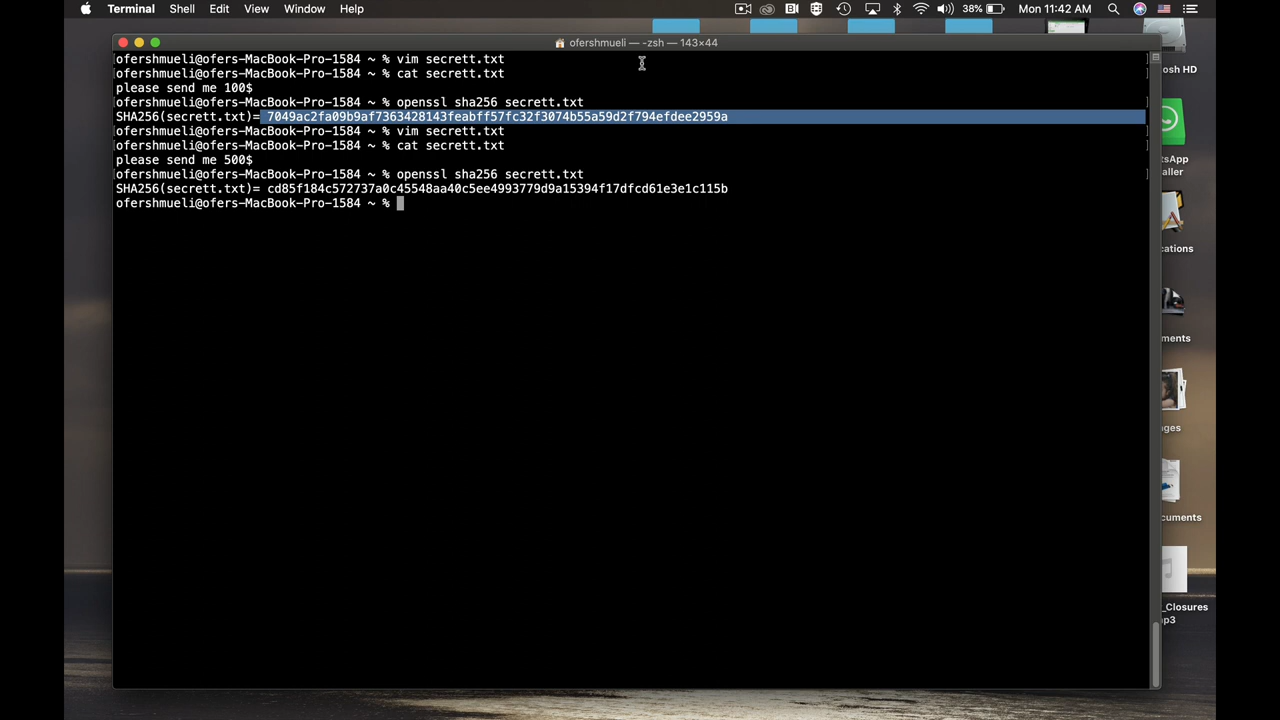 Terminal Shell Edit View Window Help 38% Mon 11:42 AM
ofershmueli — -zsh — 143×44
ofershmueli@ofers-MacBook-Pro-1584 ~ % vim secrett.txt
ofershmueli@ofers-MacBook-Pro-1584 ~ % cat secrett.txt
please send me 100$
ofershmueli@ofers-MacBook-Pro-1584 ~ % openssl sha256 secrett.txt
SHA256(secrett.txt)= 7049ac2fa09b9af7363428143feabff57fc32f3074b55a59d2f794efdee2959a
ofershmueli@ofers-MacBook-Pro-1584 ~ % vim secrett.txt
ofershmueli@ofers-MacBook-Pro-1584 ~ % cat secrett.txt
please send me 500$
ofershmueli@ofers-MacBook-Pro-1584 ~ % openssl sha256 secrett.txt
SHA256(secrett.txt)= cd85f184c572737a0c45548aa40c5ee4993779d9a15394f17dfcd61e3e1c115b
ofershmueli@ofers-MacBook-Pro-1584 ~ %
osh HD
tsApp
aller
cations
ments
ges
cuments
_Closures
p3